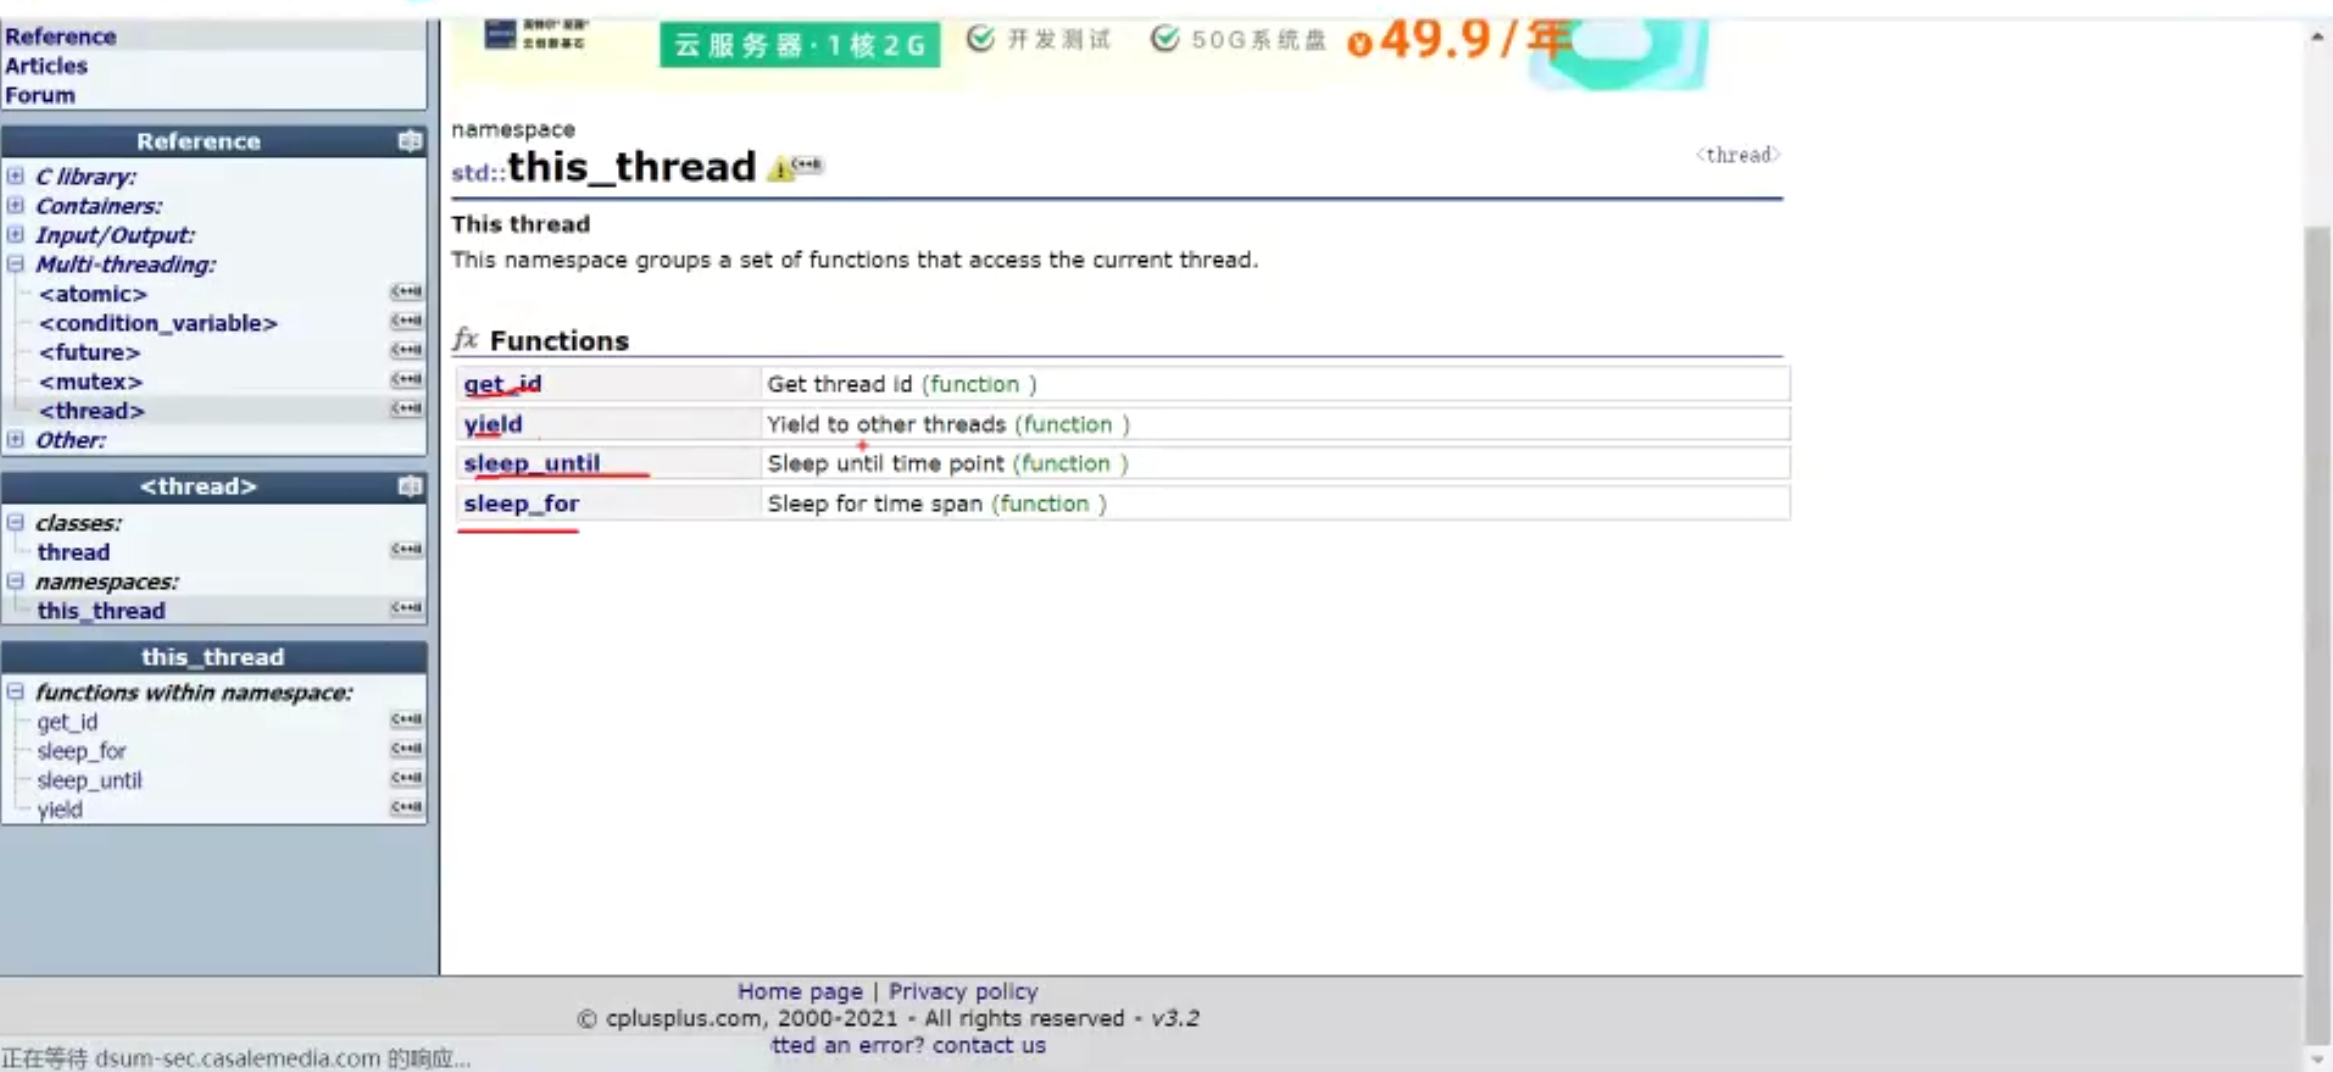 Reference
Articles
Forum
Reference
C library:
Containers:
Input/Output:
Multi-threading:
<atomic>
<condition_variable>
<future>
<mutex>
<thread>
Other:
<thread>
classes:
thread
namespaces:
this_thread
this_thread
functions within namespace:
get_id
sleep_for
sleep_until
yield
云服务器·1核2G 开发测试 50G系统盘 ¥49.9/年
namespace
std::this_thread
<thread>
This thread
This namespace groups a set of functions that access the current thread.
fx Functions
get_id Get thread id (function )
yield Yield to other threads (function )
sleep_until Sleep until time point (function )
sleep_for Sleep for time span (function )
Home page | Privacy policy
© cplusplus.com, 2000-2021 - All rights reserved - v3.2
tted an error? contact us
正在等待 dsum-sec.casalemedia.com 的响应...